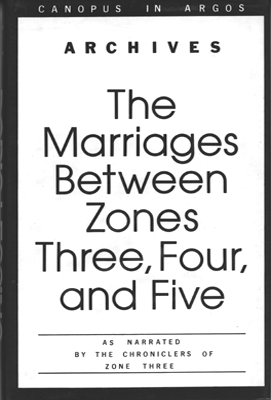 CANOPUS IN ARGOS
ARCHIVES
The
Marriages
Between
Zones
Three, Four,
and Five
AS NARRATED
BY THE CHRONICLERS OF
ZONE THREE